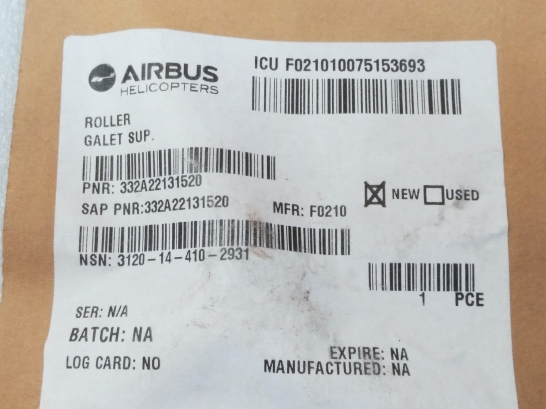 AIRBUS
HELICOPTERS
ICU F021010075153693
ROLLER
GALET SUP.
PNR: 332A22131520
SAP PNR:332A22131520
MFR: F0210
NEW USED
NSN: 3120-14-410-2931
1 PCE
SER: N/A
BATCH: NA
LOG CARD: NO
EXPIRE: NA
MANUFACTURED: NA